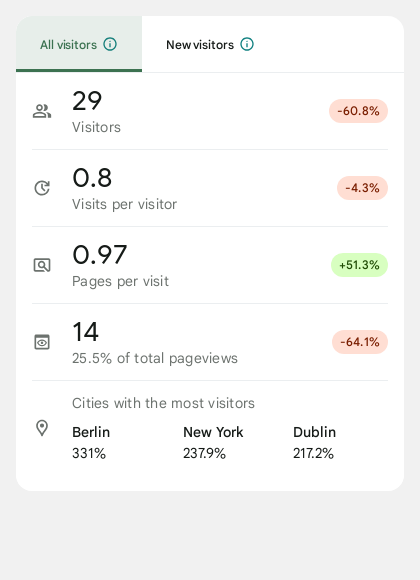 All visitors New visitors
29
Visitors
-60.8%
0.8
Visits per visitor
-4.3%
0.97
Pages per visit
+51.3%
14
25.5% of total pageviews
-64.1%
Cities with the most visitors
Berlin New York Dublin
331% 237.9% 217.2%